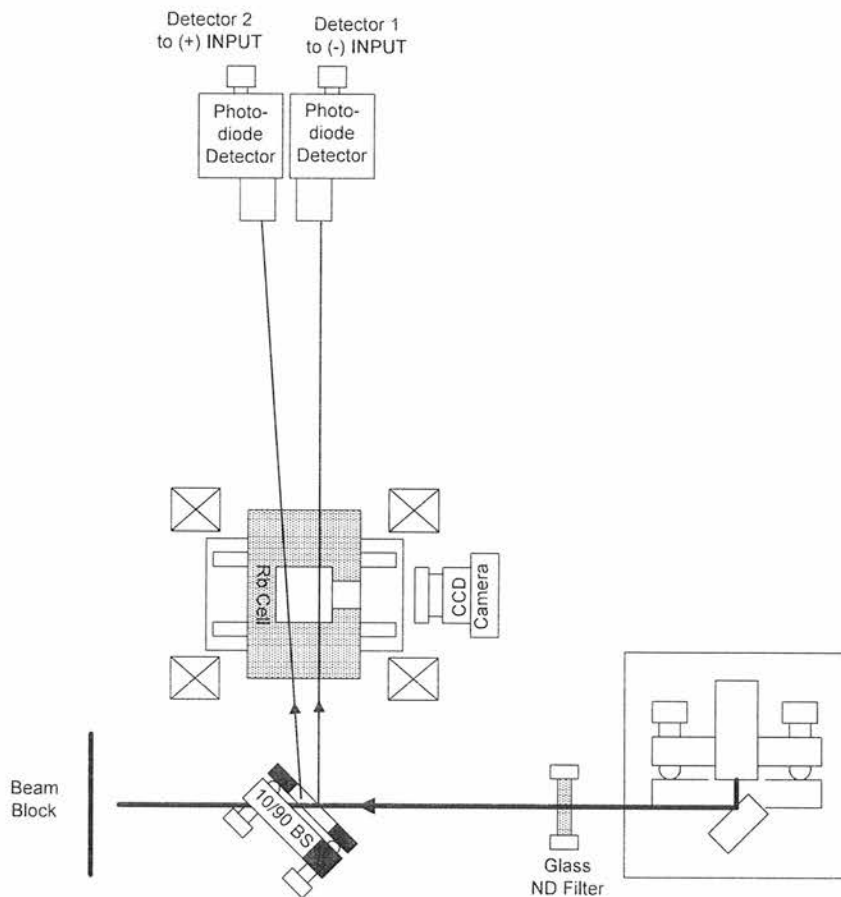 Detector 2
to (+) INPUT
Detector 1
to (-) INPUT
Photo-
diode
Detector
Photo-
diode
Detector
Rb Cell
CCD
Camera
Beam
Block
10/90 BS
Glass
ND Filter